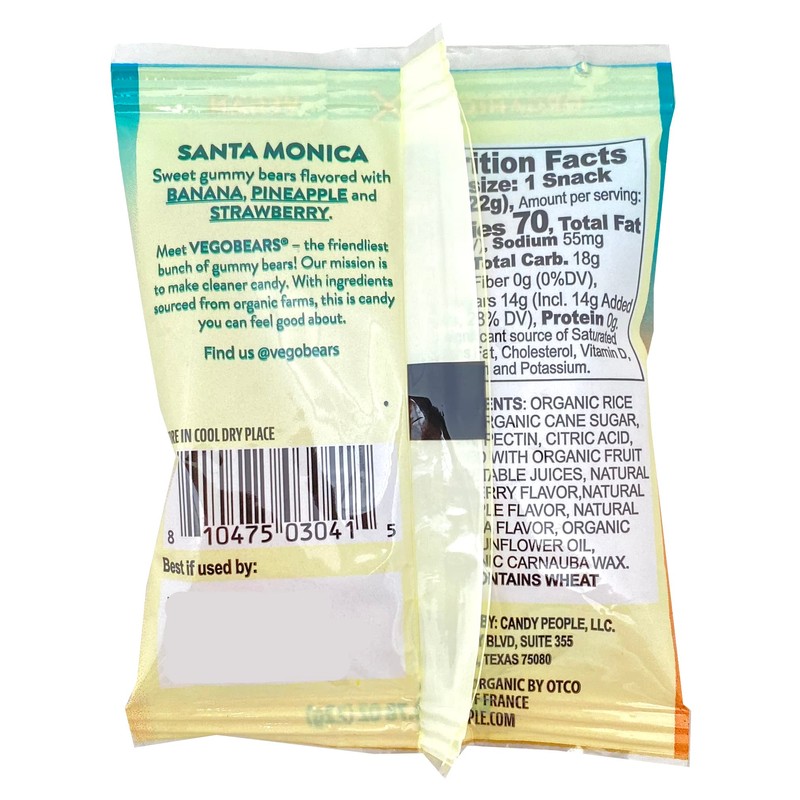 SANTA MONICA
Sweet gummy bears flavored with
BANANA, PINEAPPLE and
STRAWBERRY.
Meet VEGOBEARS® – the friendliest
bunch of gummy bears! Our mission is
to make cleaner candy. With ingredients
sourced from organic farms, this is candy
you can feel good about.
Find us @vegobears
RE IN COOL DRY PLACE
8 10475 03041 5
Best if used by:
rition Facts
size: 1 Snack
22g), Amount per serving:
ies 70, Total Fat
), Sodium 55mg
Total Carb. 18g
Fiber 0g (0%DV),
ars 14g (Incl. 14g Added
28% DV), Protein 0g.
cant source of Saturated
s Fat, Cholesterol, Vitamin D,
and Potassium.
ENTS: ORGANIC RICE
RGANIC CANE SUGAR,
PECTIN, CITRIC ACID,
D WITH ORGANIC FRUIT
TABLE JUICES, NATURAL
RRY FLAVOR,NATURAL
LE FLAVOR, NATURAL
A FLAVOR, ORGANIC
UNFLOWER OIL,
IC CARNAUBA WAX.
ONTAINS WHEAT
BY: CANDY PEOPLE, LLC.
BLVD, SUITE 355
TEXAS 75080
RGANIC BY OTCO
F FRANCE
PLE.COM